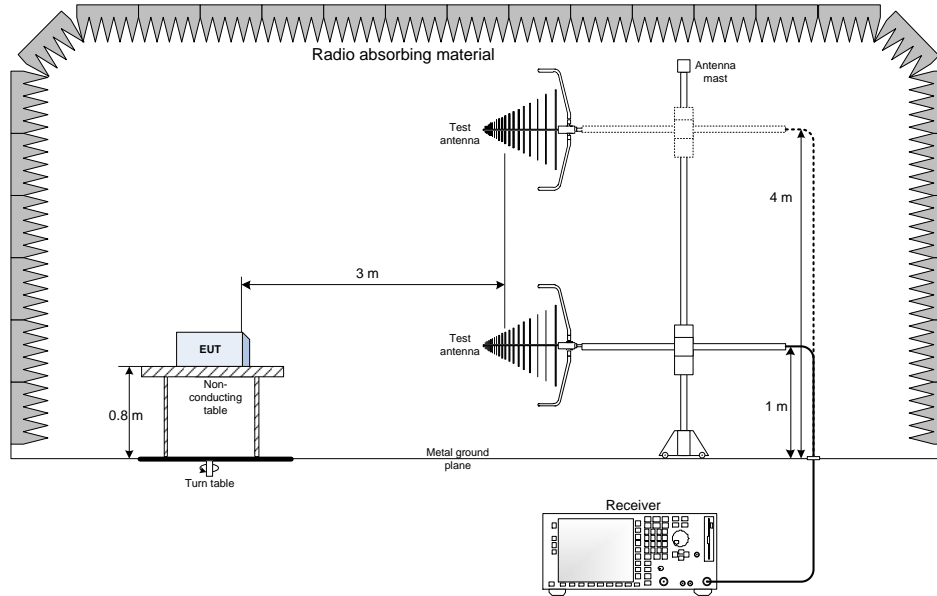 Radio absorbing material
Antenna
mast
Test
antenna
4 m
3 m
Test
antenna
EUT
Non-
conducting
table
0.8 m
1 m
Metal ground
plane
Turn table
Receiver